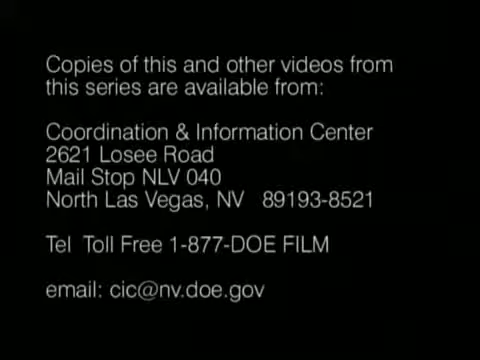 Copies of this and other videos from
this series are available from:
Coordination & Information Center
2621 Losee Road
Mail Stop NLV 040
North Las Vegas, NV 89193-8521
Tel Toll Free 1-877-DOE FILM
email: cic@nv.doe.gov